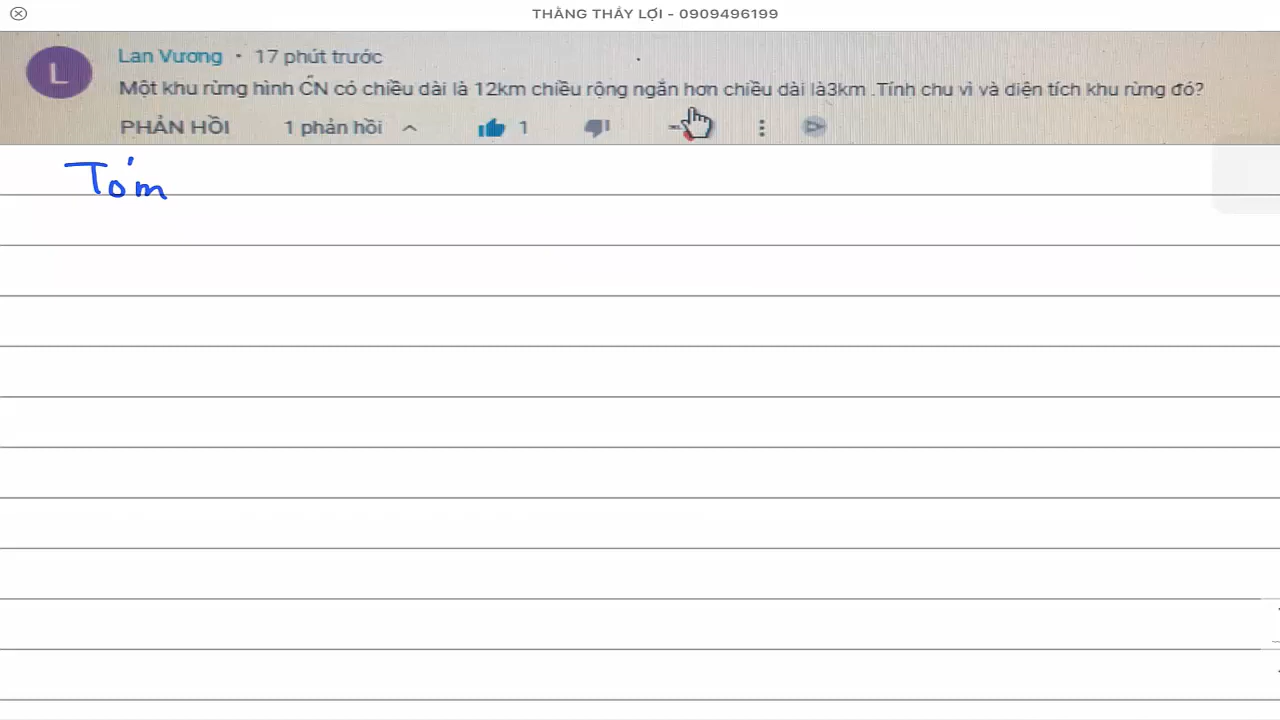 THẦNG THẦY LỢI - 0909496199
L
Lan Vương • 17 phút trước
Một khu rừng hình CN có chiều dài là 12km chiều rộng ngắn hơn chiều dài là3km .Tính chu vi và diện tích khu rừng đó?
PHẢN HỒI 1 phản hồi 1
Tóm